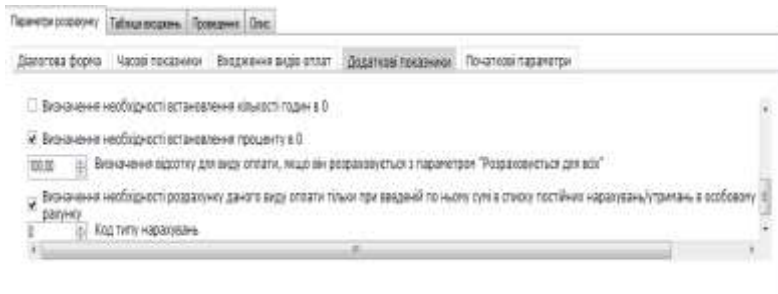 Параметри розрахунку Таблиця входжень Проведення Опис
Діалогова форма Часові показники Входження видів оплат Додаткові показники Початкові параметри
Визначення необхідності встановлення кількості годин в 0
Визначення необхідності встановлення проценту в 0
100,00 Визначення відсотку для виду оплати, якщо він розраховується з параметром "Розраховується для всіх"
Визначення необхідності розрахунку даного виду оплати тільки при введеній по ньому сумі в списку постійних нарахувань/утримань в особовому
рахунку
0 Код типу нарахувань